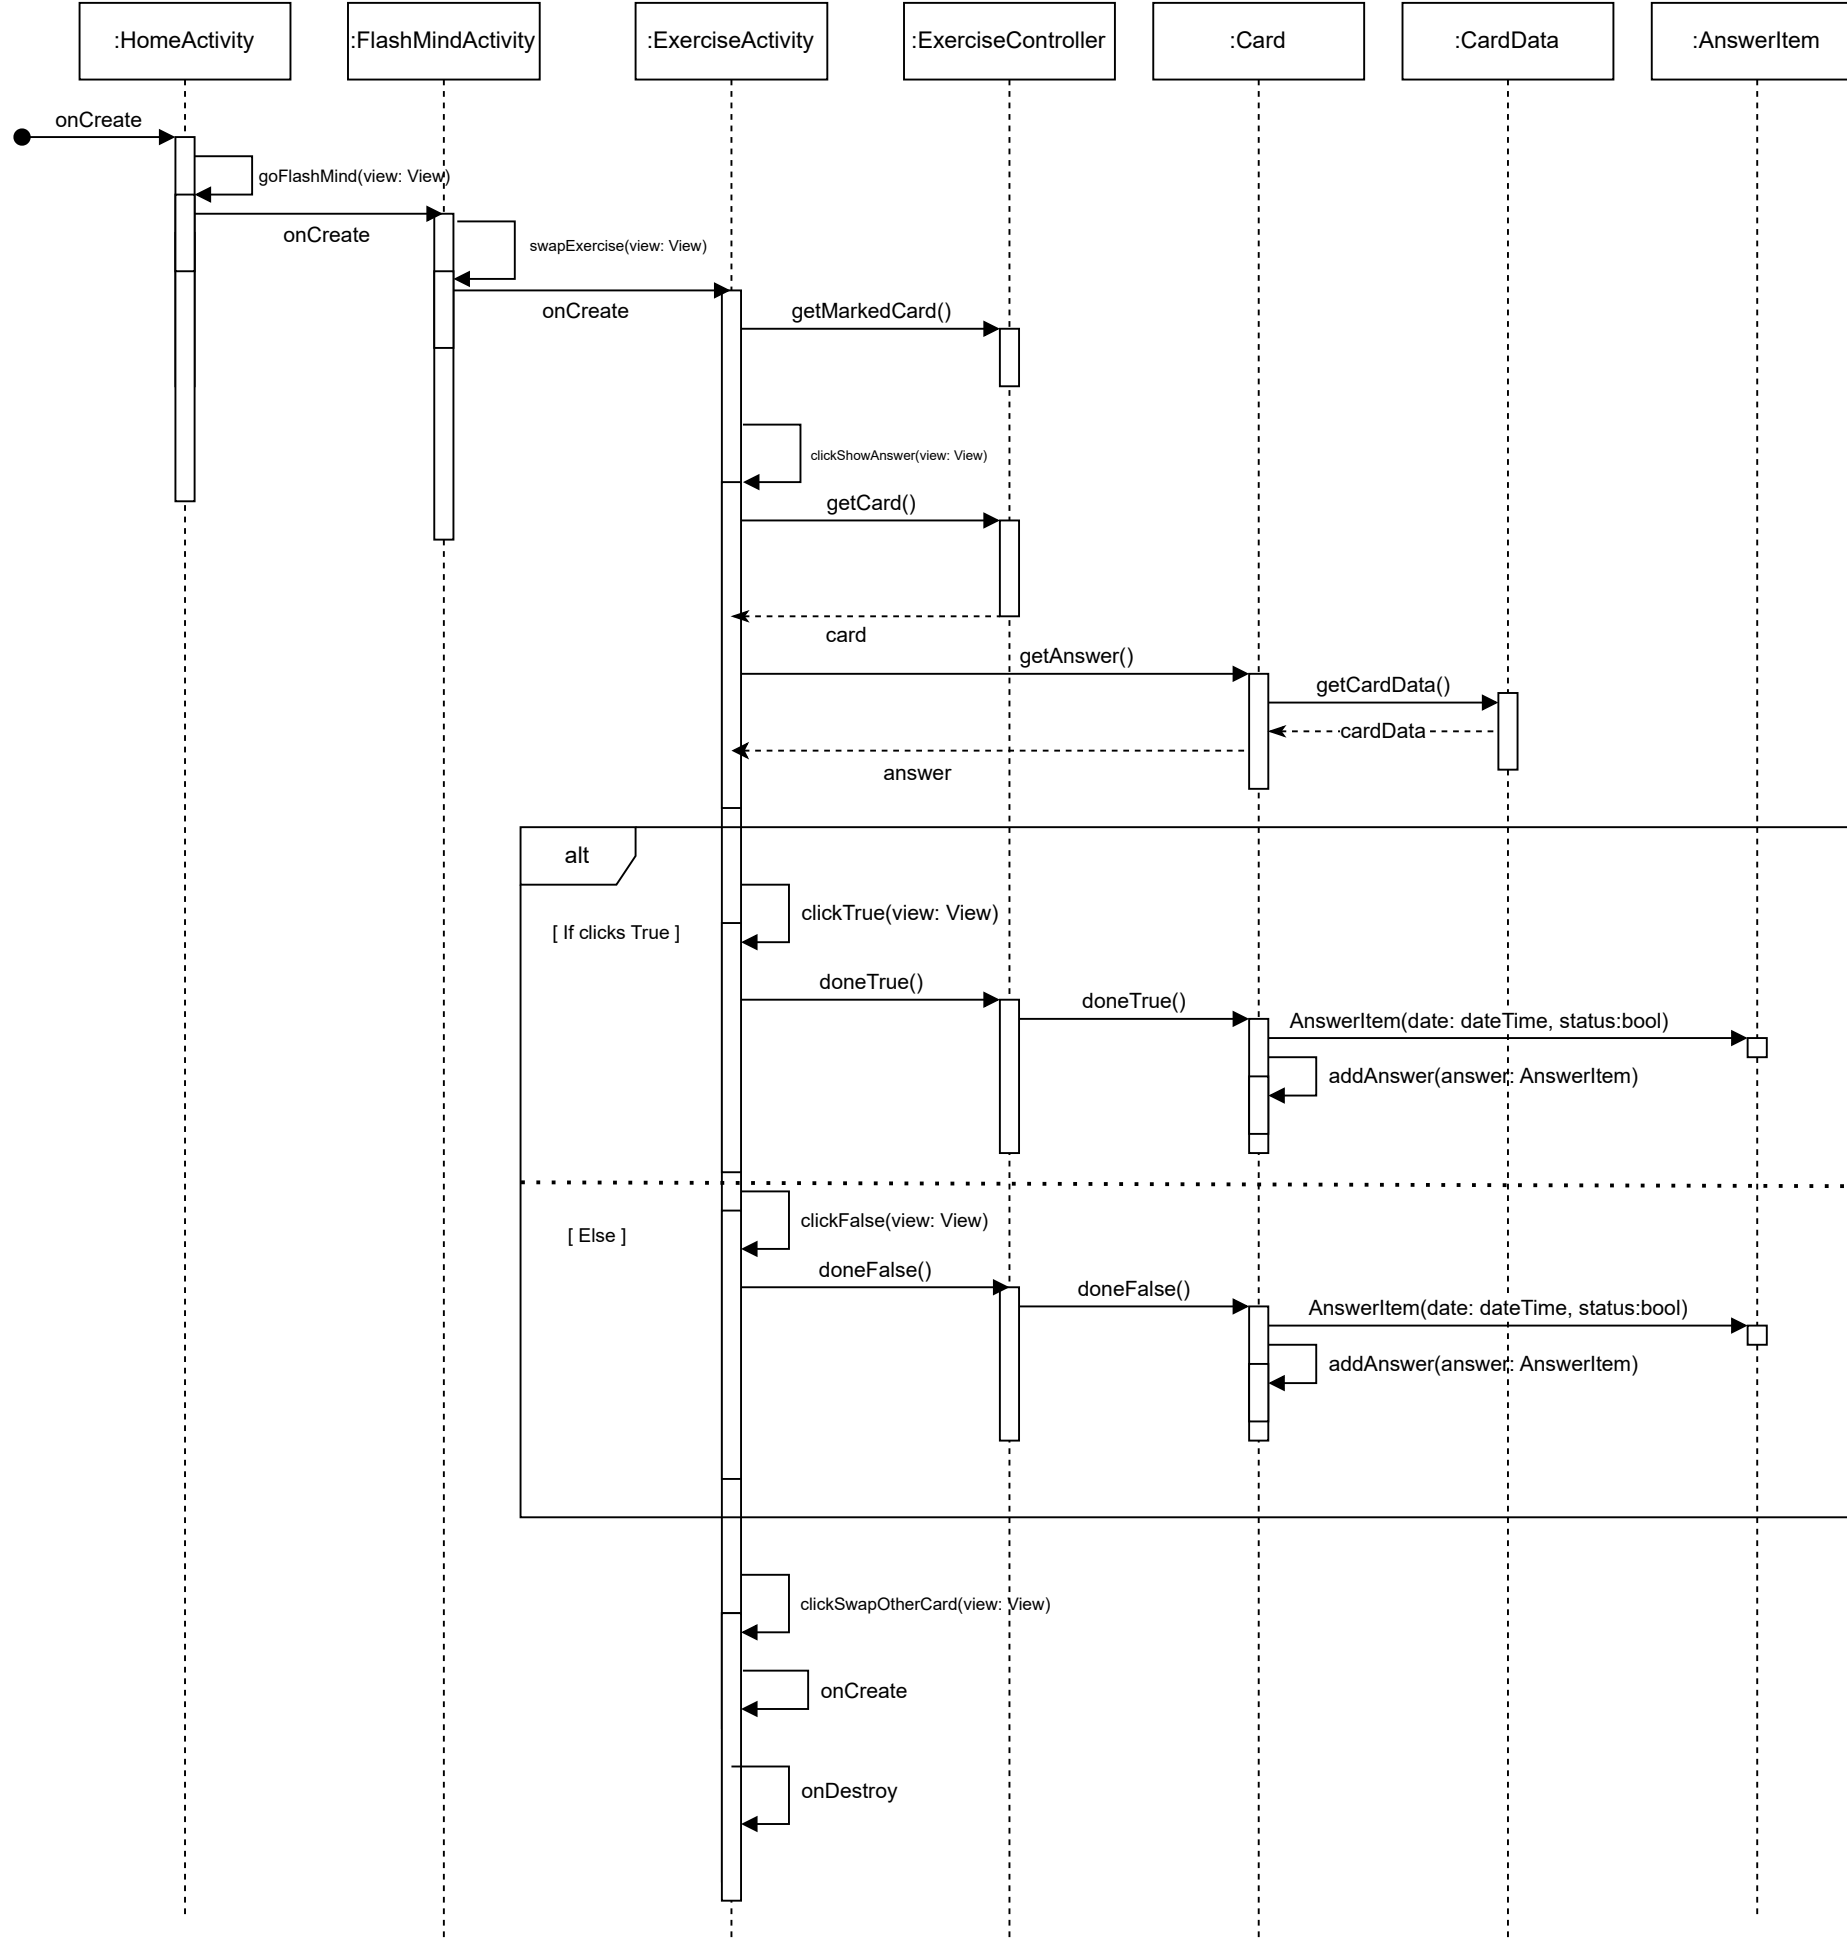 :HomeActivity
:FlashMindActivity
:ExerciseActivity
:ExerciseController
:Card
:CardData
:AnswerItem
onCreate
goFlashMind(view: View)
onCreate
swapExercise(view: View)
onCreate
getMarkedCard()
clickShowAnswer(view: View)
getCard()
card
getAnswer()
getCardData()
cardData
answer
alt
clickTrue(view: View)
[ If clicks True ]
doneTrue()
doneTrue()
AnswerItem(date: dateTime, status:bool)
addAnswer(answer: AnswerItem)
clickFalse(view: View)
[ Else ]
doneFalse()
doneFalse()
AnswerItem(date: dateTime, status:bool)
addAnswer(answer: AnswerItem)
clickSwapOtherCard(view: View)
onCreate
onDestroy